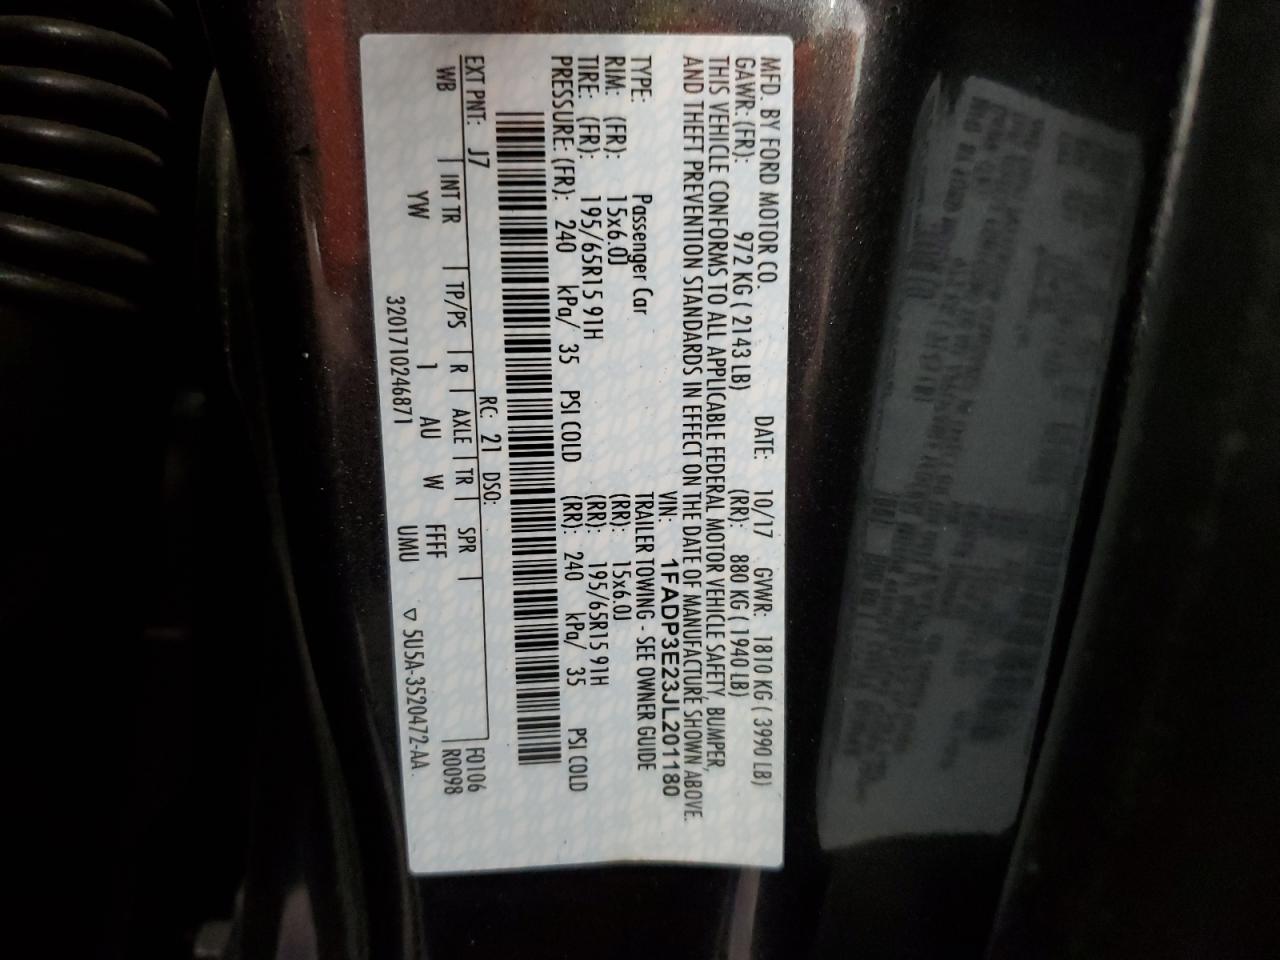 MFD. BY FORD MOTOR CO.
DATE: 10/17 GVWR: 1810 KG ( 3990 LB)
GAWR: (FR): 972 KG ( 2143 LB) (RR): 880 KG ( 1940 LB)
THIS VEHICLE CONFORMS TO ALL APPLICABLE FEDERAL MOTOR VEHICLE SAFETY, BUMPER,
AND THEFT PREVENTION STANDARDS IN EFFECT ON THE DATE OF MANUFACTURE SHOWN ABOVE.
VIN: 1FADP3E23JL201180
TYPE: Passenger Car TRAILER TOWING - SEE OWNER GUIDE
RIM: (FR): 15x6.0J (RR): 15x6.0J
TIRE: (FR): 195/65R15 91H (RR): 195/65R15 91H
PRESSURE: (FR): 240 kPa/ 35 PSI COLD (RR): 240 kPa/ 35 PSI COLD
EXT PNT: J7 RC: 21 DSO: F0106
WB INT TR TP/PS R AXLE TR SPR R0098
YW 1 AU W FFFF
3201710246871 UMU ▽ SU5A-3520472-AA